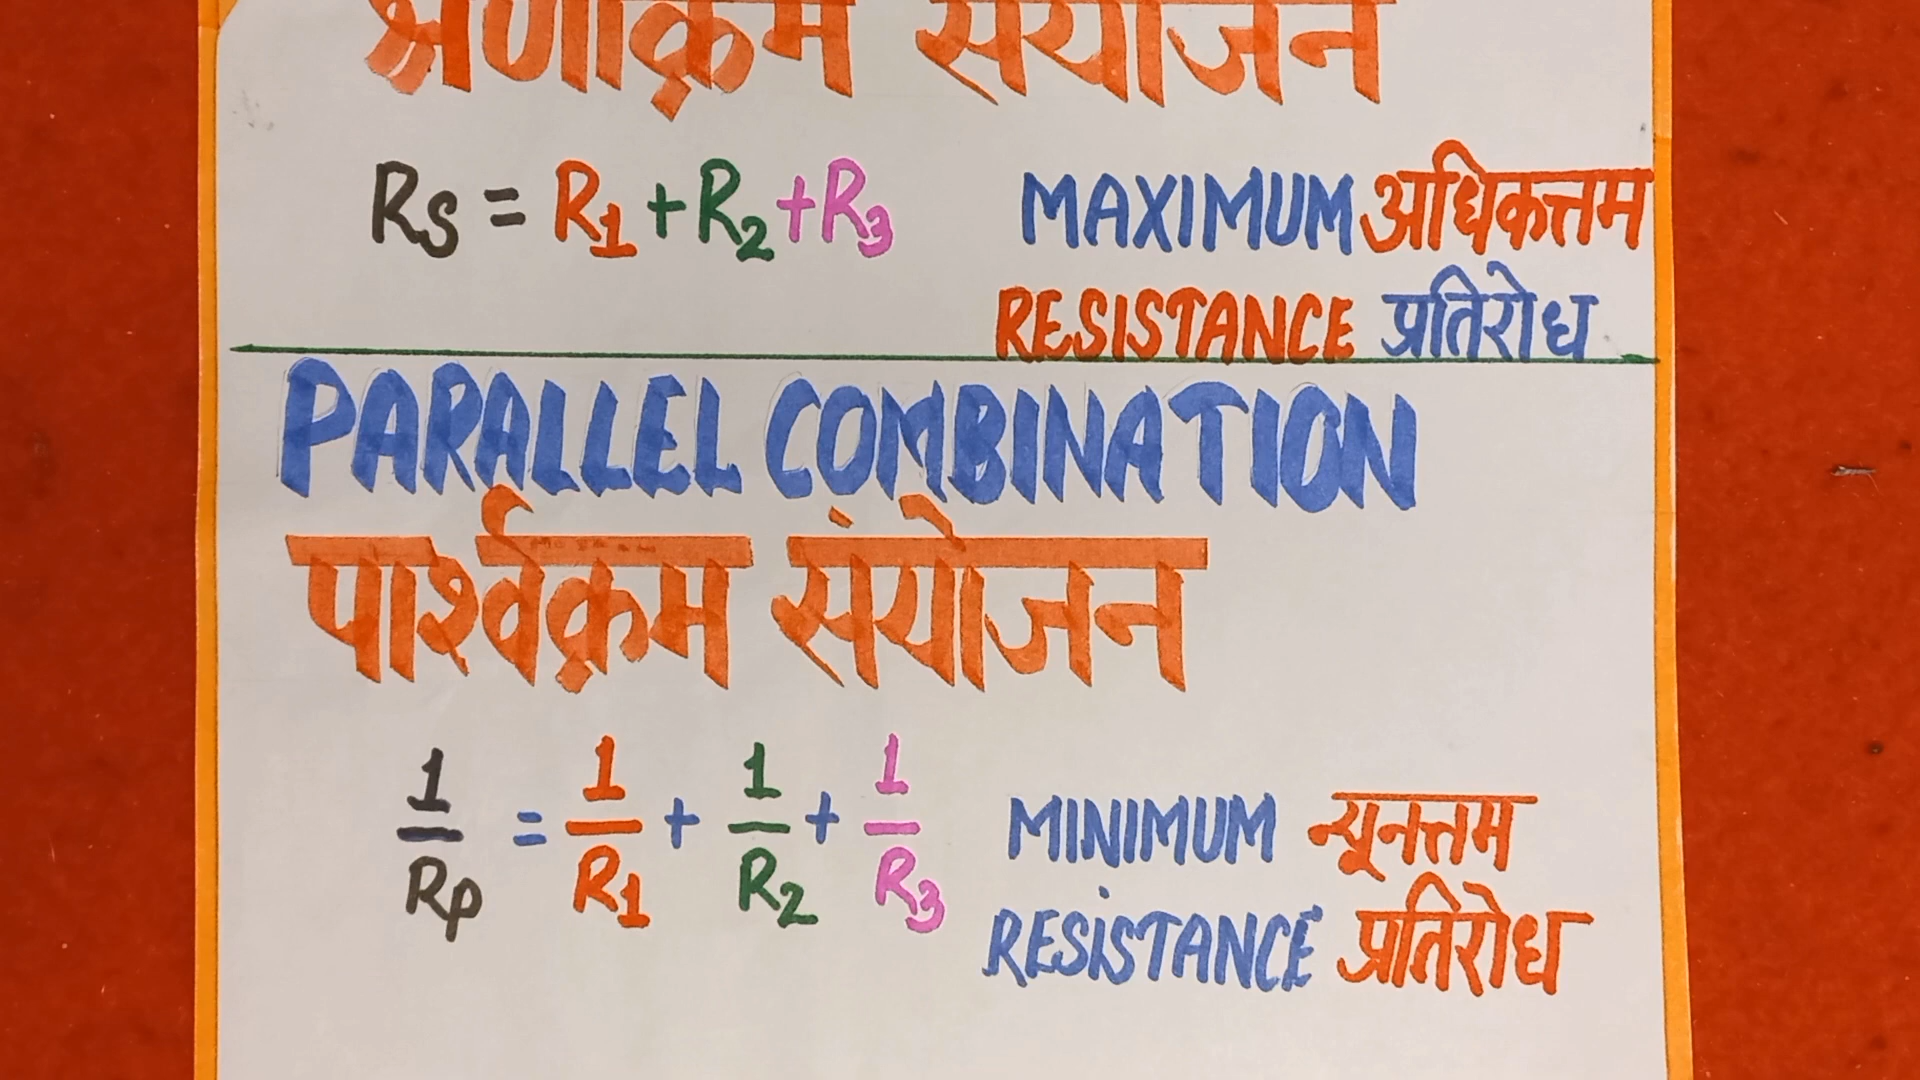 श्रेणीक्रम संयोजन
Rs = R1 + R2 + R3
MAXIMUM अधिकत्तम
RESISTANCE प्रतिरोध
PARALLEL COMBINATION
पार्श्वक्रम संयोजन
1/Rp = 1/R1 + 1/R2 + 1/R3
MINIMUM न्यूनत्तम
RESISTANCE प्रतिरोध